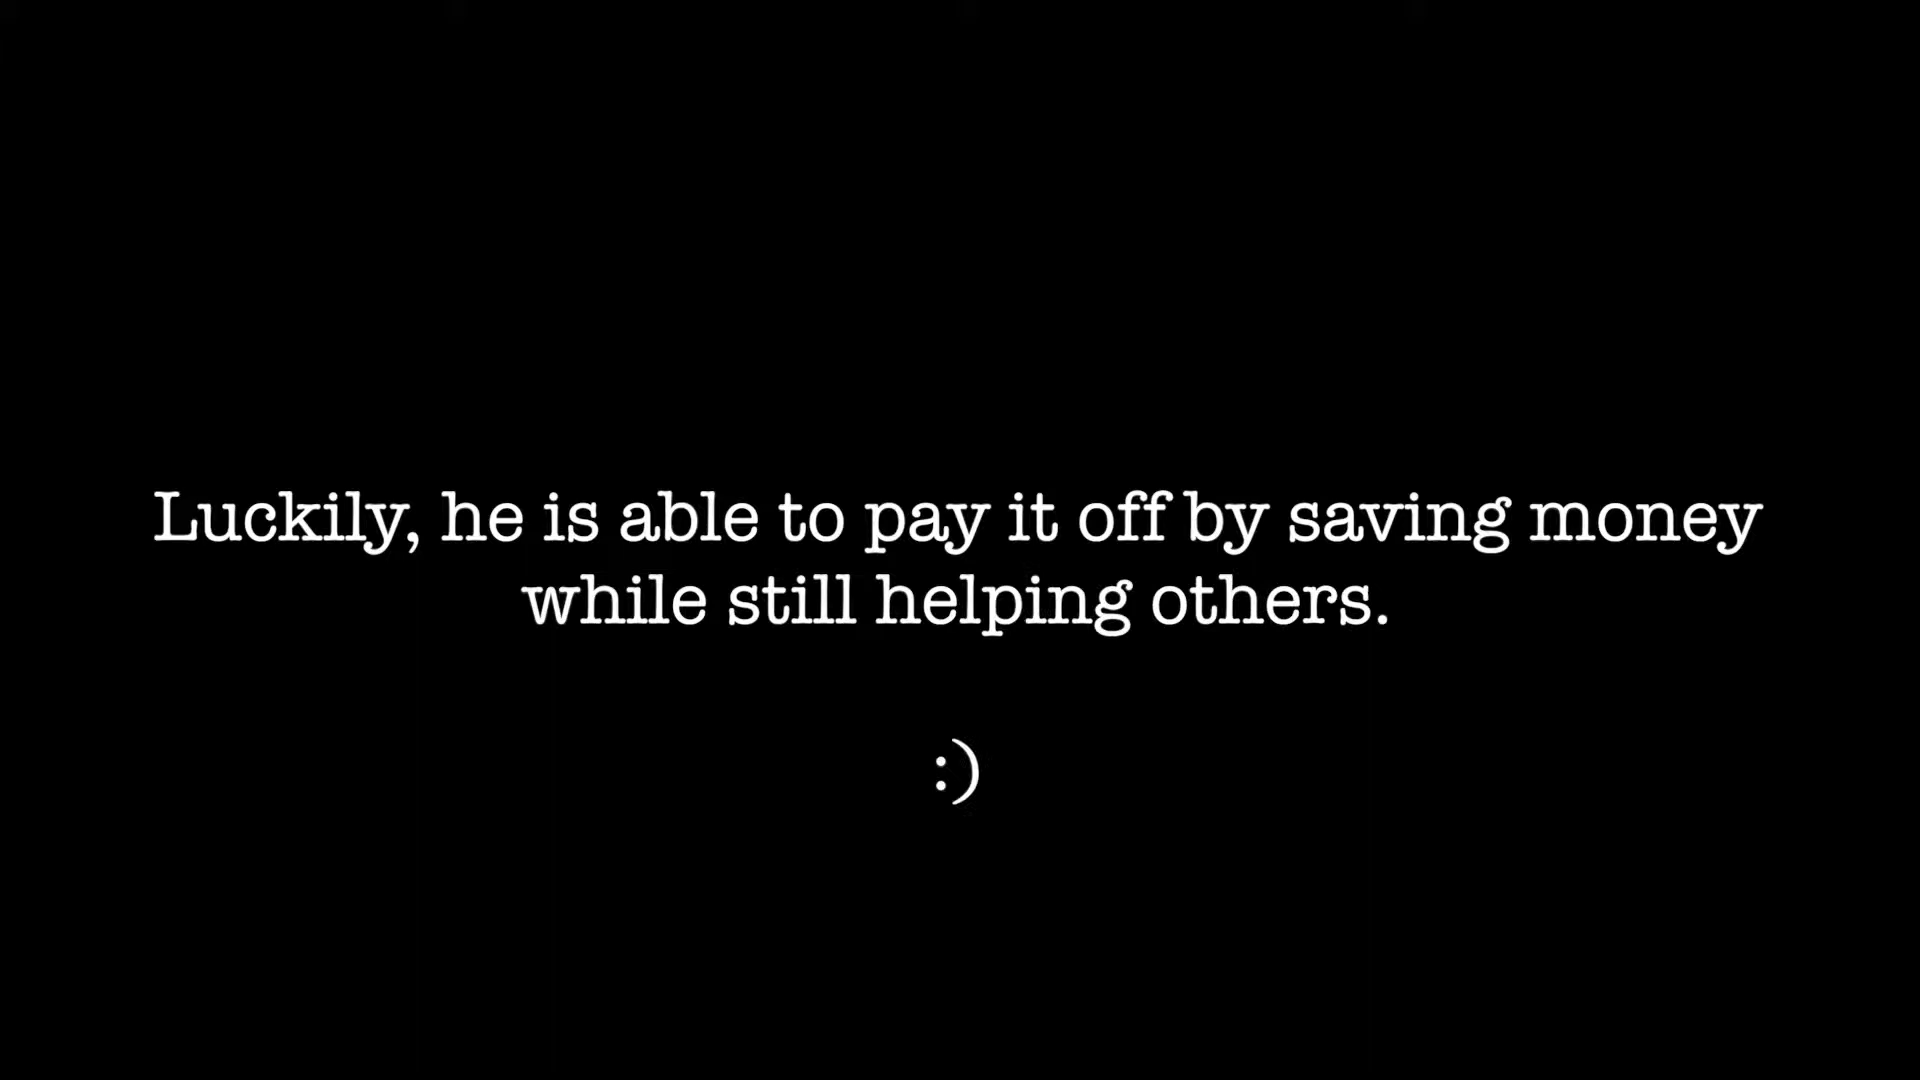 Luckily, he is able to pay it off by saving money
while still helping others.
:)